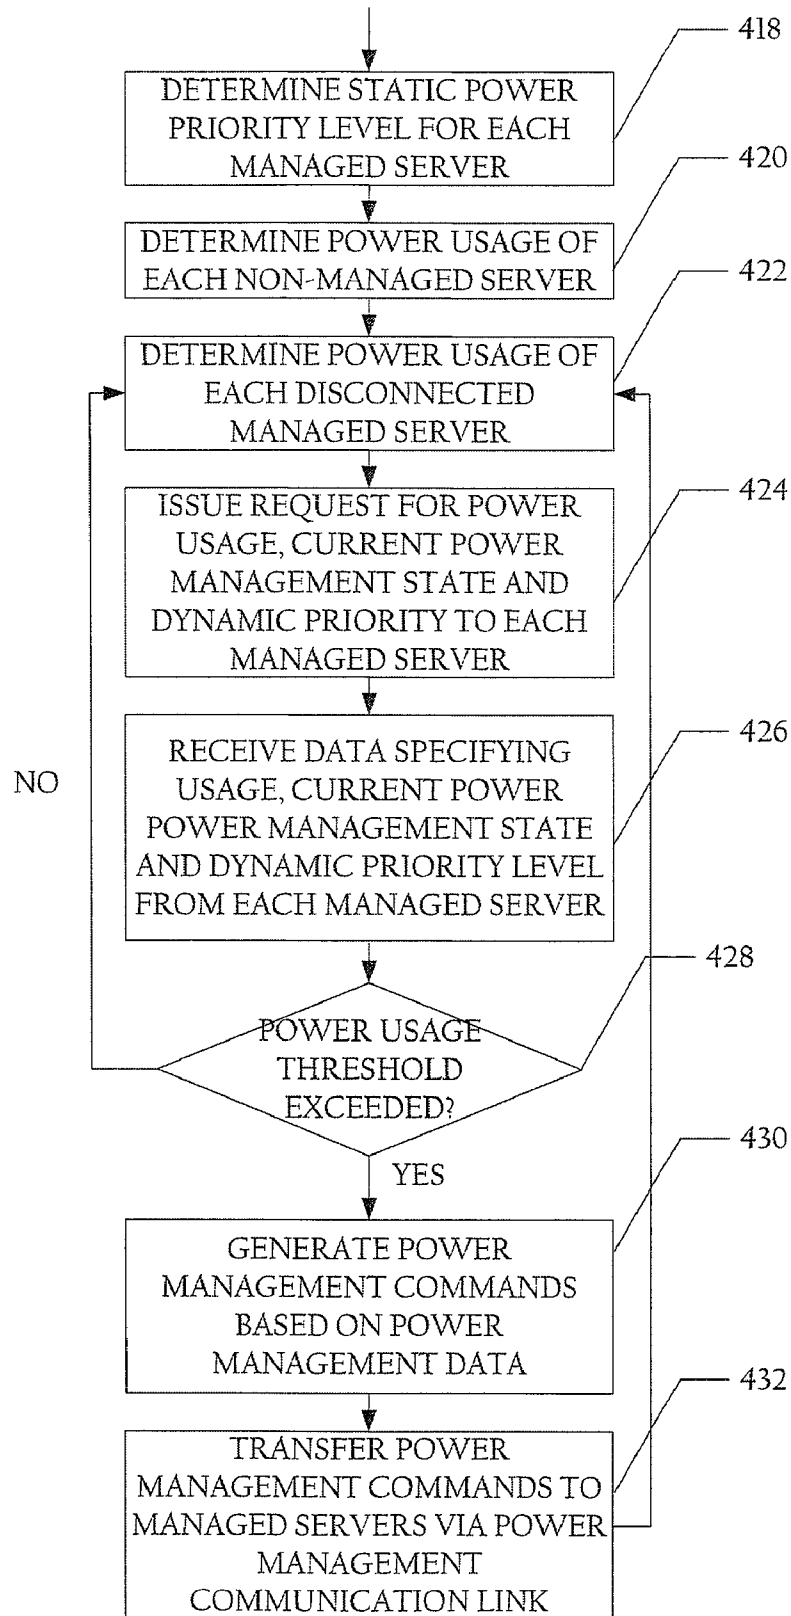 418
DETERMINE STATIC POWER
PRIORITY LEVEL FOR EACH
MANAGED SERVER
420
DETERMINE POWER USAGE OF
EACH NON-MANAGED SERVER
422
DETERMINE POWER USAGE OF
EACH DISCONNECTED
MANAGED SERVER
424
ISSUE REQUEST FOR POWER
USAGE, CURRENT POWER
MANAGEMENT STATE AND
DYNAMIC PRIORITY TO EACH
MANAGED SERVER
426
RECEIVE DATA SPECIFYING
USAGE, CURRENT POWER
POWER MANAGEMENT STATE
AND DYNAMIC PRIORITY LEVEL
FROM EACH MANAGED SERVER
NO
428
POWER USAGE
THRESHOLD
EXCEEDED?
YES
430
GENERATE POWER
MANAGEMENT COMMANDS
BASED ON POWER
MANAGEMENT DATA
432
TRANSFER POWER
MANAGEMENT COMMANDS TO
MANAGED SERVERS VIA POWER
MANAGEMENT
COMMUNICATION LINK